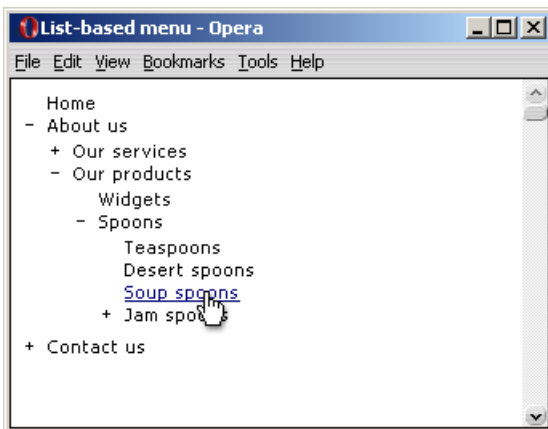 List-based menu - Opera
File Edit View Bookmarks Tools Help
Home
- About us
+ Our services
- Our products
Widgets
- Spoons
Teaspoons
Desert spoons
Soup spoons
+ Jam spoons
+ Contact us